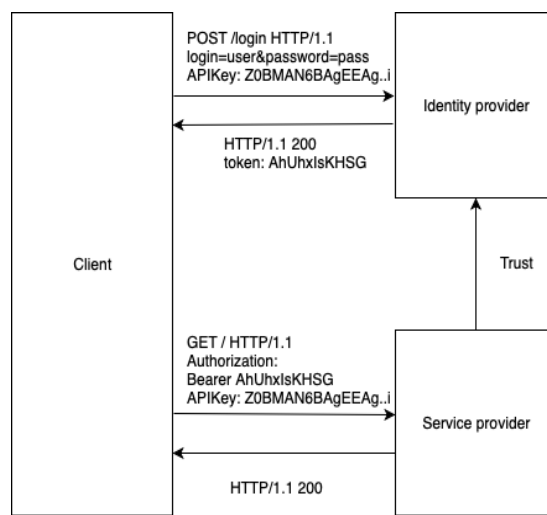 POST /login HTTP/1.1
login=user&password=pass
APIKey: Z0BMAN6BAgEEAg..i
Identity provider
HTTP/1.1 200
token: AhUhxIsKHSG
Client
Trust
GET / HTTP/1.1
Authorization:
Bearer AhUhxIsKHSG
APIKey: Z0BMAN6BAgEEAg..i
Service provider
HTTP/1.1 200